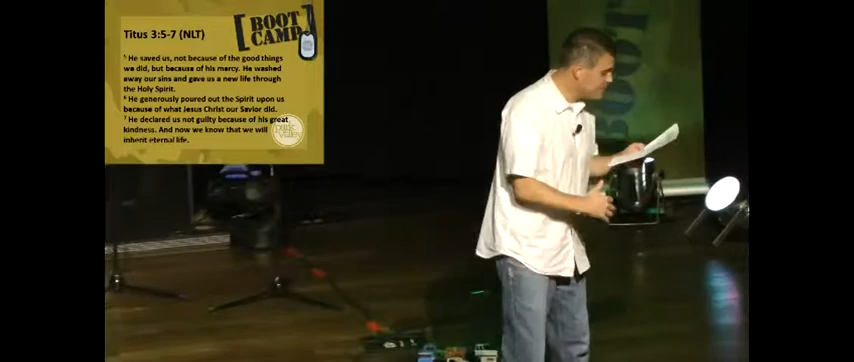 BOOT
CAMP
Titus 3:5-7 (NLT)
5 He saved us, not because of the good things
we did, but because of his mercy. He washed
away our sins and gave us a new life through
the Holy Spirit.
6 He generously poured out the Spirit upon us
because of what Jesus Christ our Savior did.
7 He declared us not guilty because of his great
kindness. And now we know that we will
inherit eternal life.
BOOT